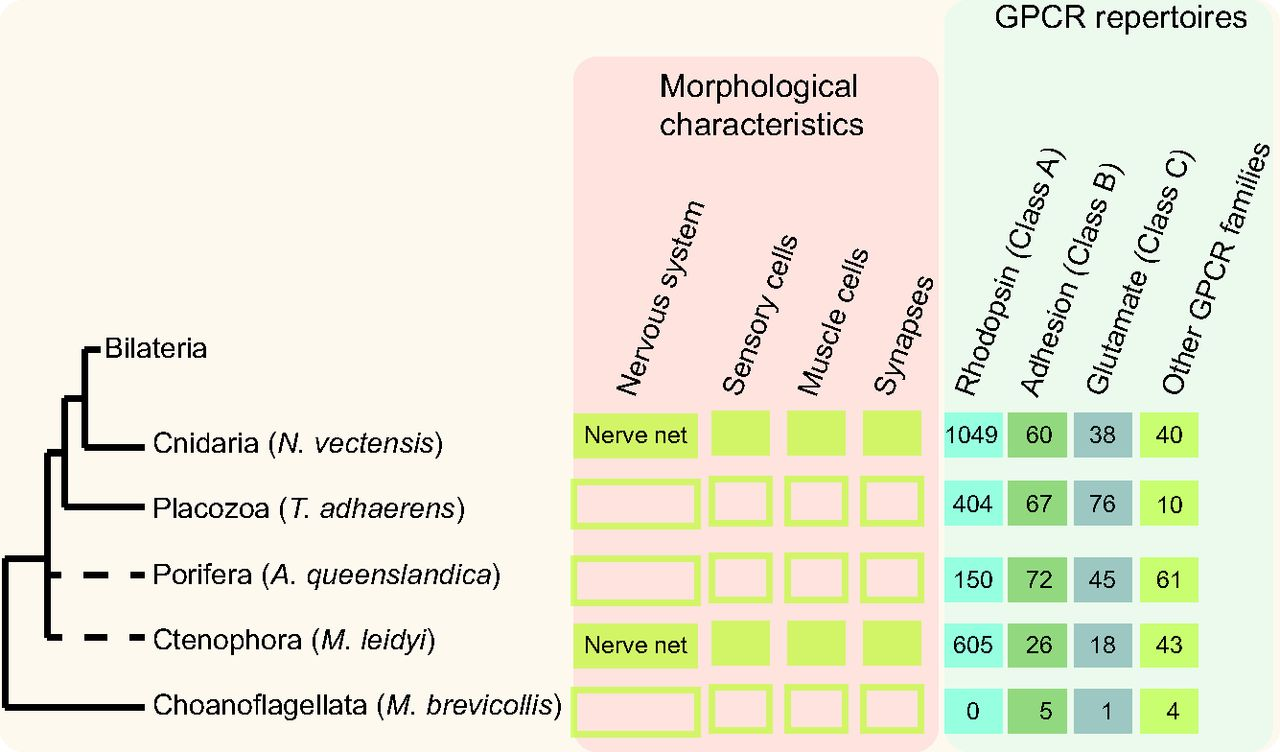 GPCR repertoires
Morphological
characteristics
Nervous system
Sensory cells
Muscle cells
Synapses
Rhodopsin (Class A)
Adhesion (Class B)
Glutamate (Class C)
Other GPCR families
Bilateria
Cnidaria (N. vectensis) Nerve net 1049 60 38 40
Placozoa (T. adhaerens) 404 67 76 10
Porifera (A. queenslandica) 150 72 45 61
Ctenophora (M. leidyi) Nerve net 605 26 18 43
Choanoflagellata (M. brevicollis) 0 5 1 4